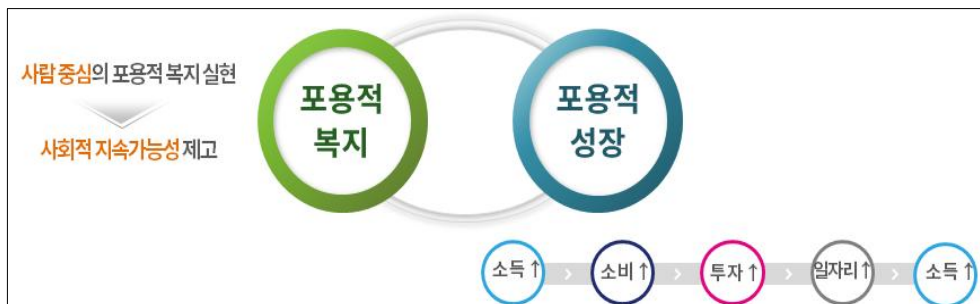 사람 중심의 포용적 복지 실현
사회적 지속가능성 제고
포용적
복지
포용적
성장
소득 ↑
소비 ↑
투자 ↑
일자리 ↑
소득 ↑